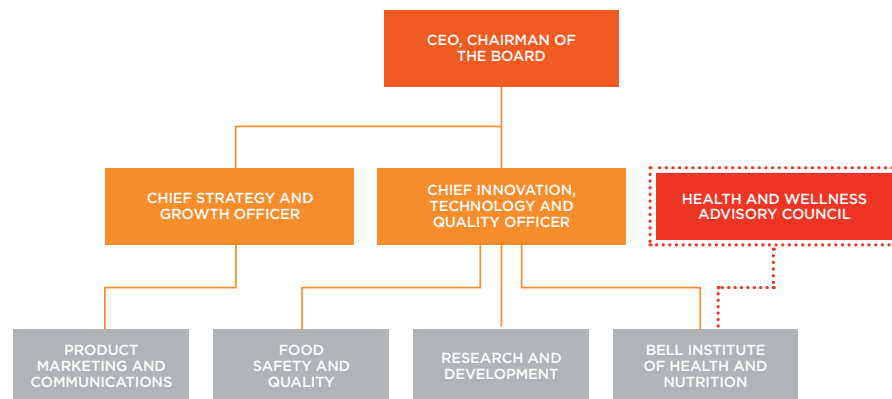 CEO, CHAIRMAN OF
THE BOARD
CHIEF STRATEGY AND
GROWTH OFFICER
CHIEF INNOVATION,
TECHNOLOGY AND
QUALITY OFFICER
HEALTH AND WELLNESS
ADVISORY COUNCIL
PRODUCT
MARKETING AND
COMMUNICATIONS
FOOD
SAFETY AND
QUALITY
RESEARCH AND
DEVELOPMENT
BELL INSTITUTE
OF HEALTH AND
NUTRITION